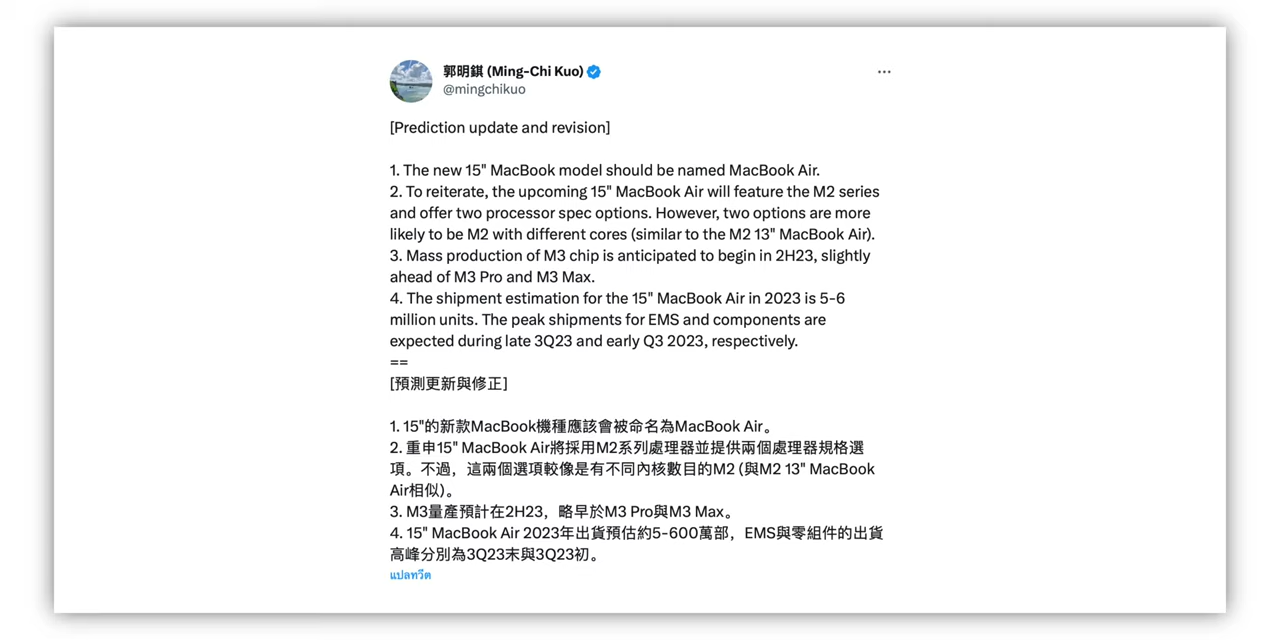 郭明錤 (Ming-Chi Kuo)
@mingchikuo
[Prediction update and revision]
1. The new 15" MacBook model should be named MacBook Air.
2. To reiterate, the upcoming 15" MacBook Air will feature the M2 series
and offer two processor spec options. However, two options are more
likely to be M2 with different cores (similar to the M2 13" MacBook Air).
3. Mass production of M3 chip is anticipated to begin in 2H23, slightly
ahead of M3 Pro and M3 Max.
4. The shipment estimation for the 15" MacBook Air in 2023 is 5-6
million units. The peak shipments for EMS and components are
expected during late 3Q23 and early Q3 2023, respectively.
==
[預測更新與修正]
1. 15"的新款MacBook機種應該會被命名為MacBook Air。
2. 重申15" MacBook Air將採用M2系列處理器並提供兩個處理器規格選
項。不過，這兩個選項較像是有不同內核數目的M2 (與M2 13" MacBook
Air相似)。
3. M3量產預計在2H23，略早於M3 Pro與M3 Max。
4. 15" MacBook Air 2023年出貨預估約5-600萬部，EMS與零組件的出貨
高峰分別為3Q23末與3Q23初。
แปลทวีต